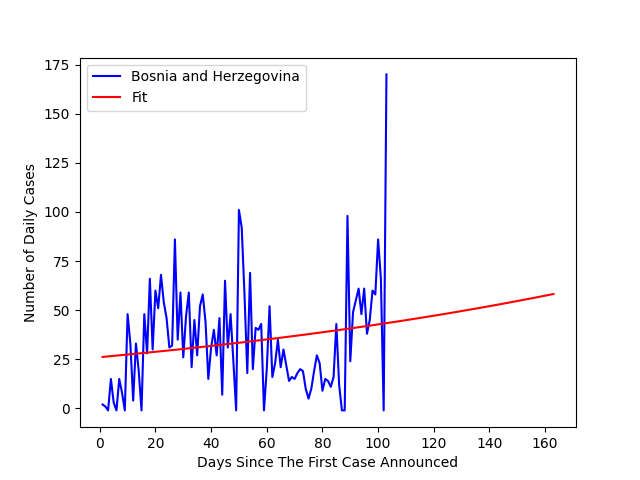 Bosnia and Herzegovina
Fit
175
150
125
100
75
50
25
0
Number of Daily Cases
0 20 40 60 80 100 120 140 160
Days Since The First Case Announced